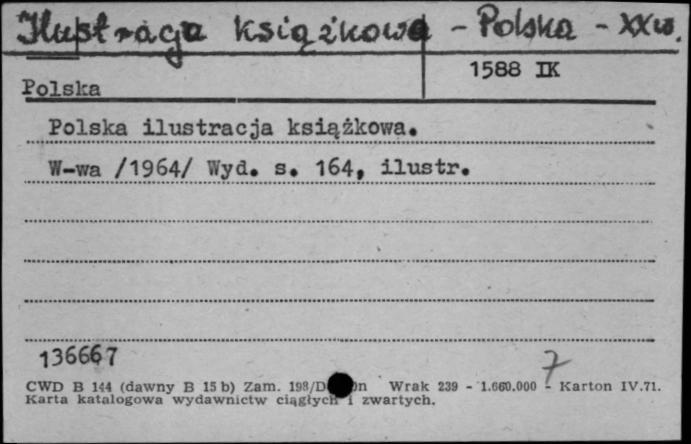 Ilustracja książkowa - Polska - XX w.
1588 IK
Polska
Polska ilustracja książkowa.
W-wa /1964/ Wyd. s. 164, ilustr.
136667
7
CWD B 144 (dawny B 15 b) Zam. 198/D n Wrak 239 - 1.660.000 - Karton IV.71.
Karta katalogowa wydawnictw ciągłych i zwartych.